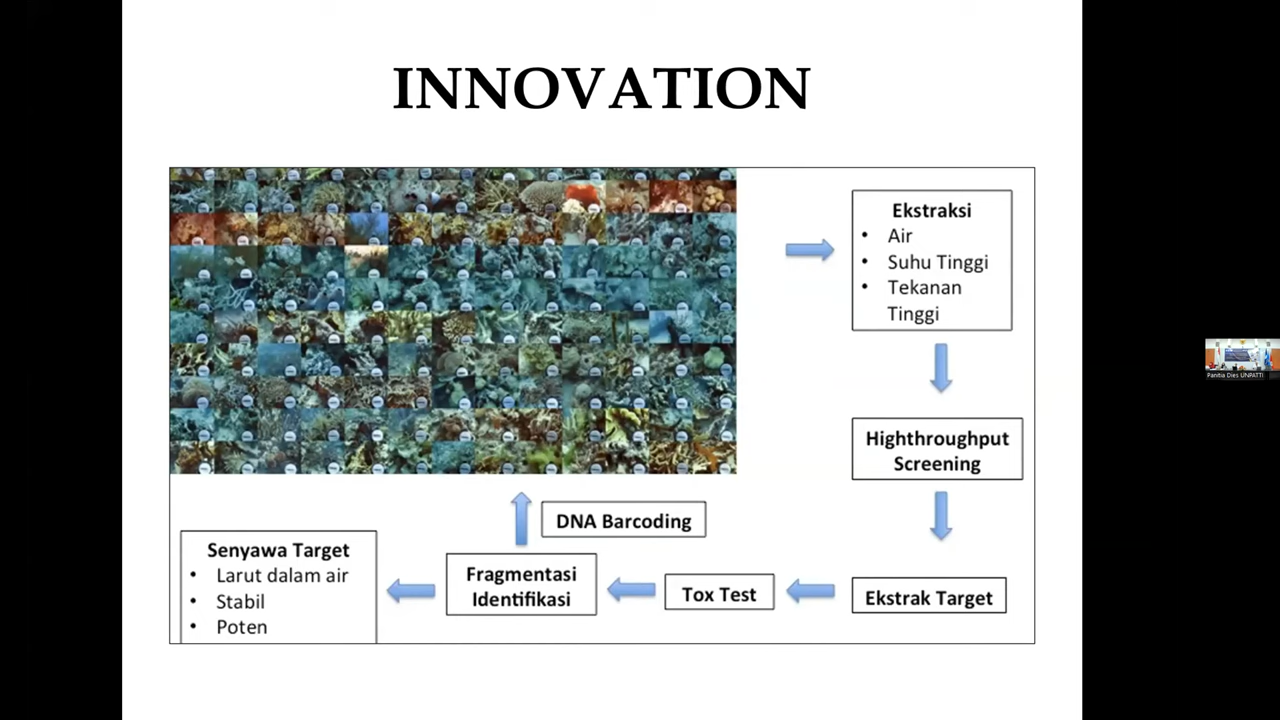 INNOVATION
Ekstraksi
• Air
• Suhu Tinggi
• Tekanan
Tinggi
Highthroughput
Screening
Ekstrak Target
Tox Test
Fragmentasi
Identifikasi
DNA Barcoding
Senyawa Target
• Larut dalam air
• Stabil
• Poten
Panitia Dies UNPATTI